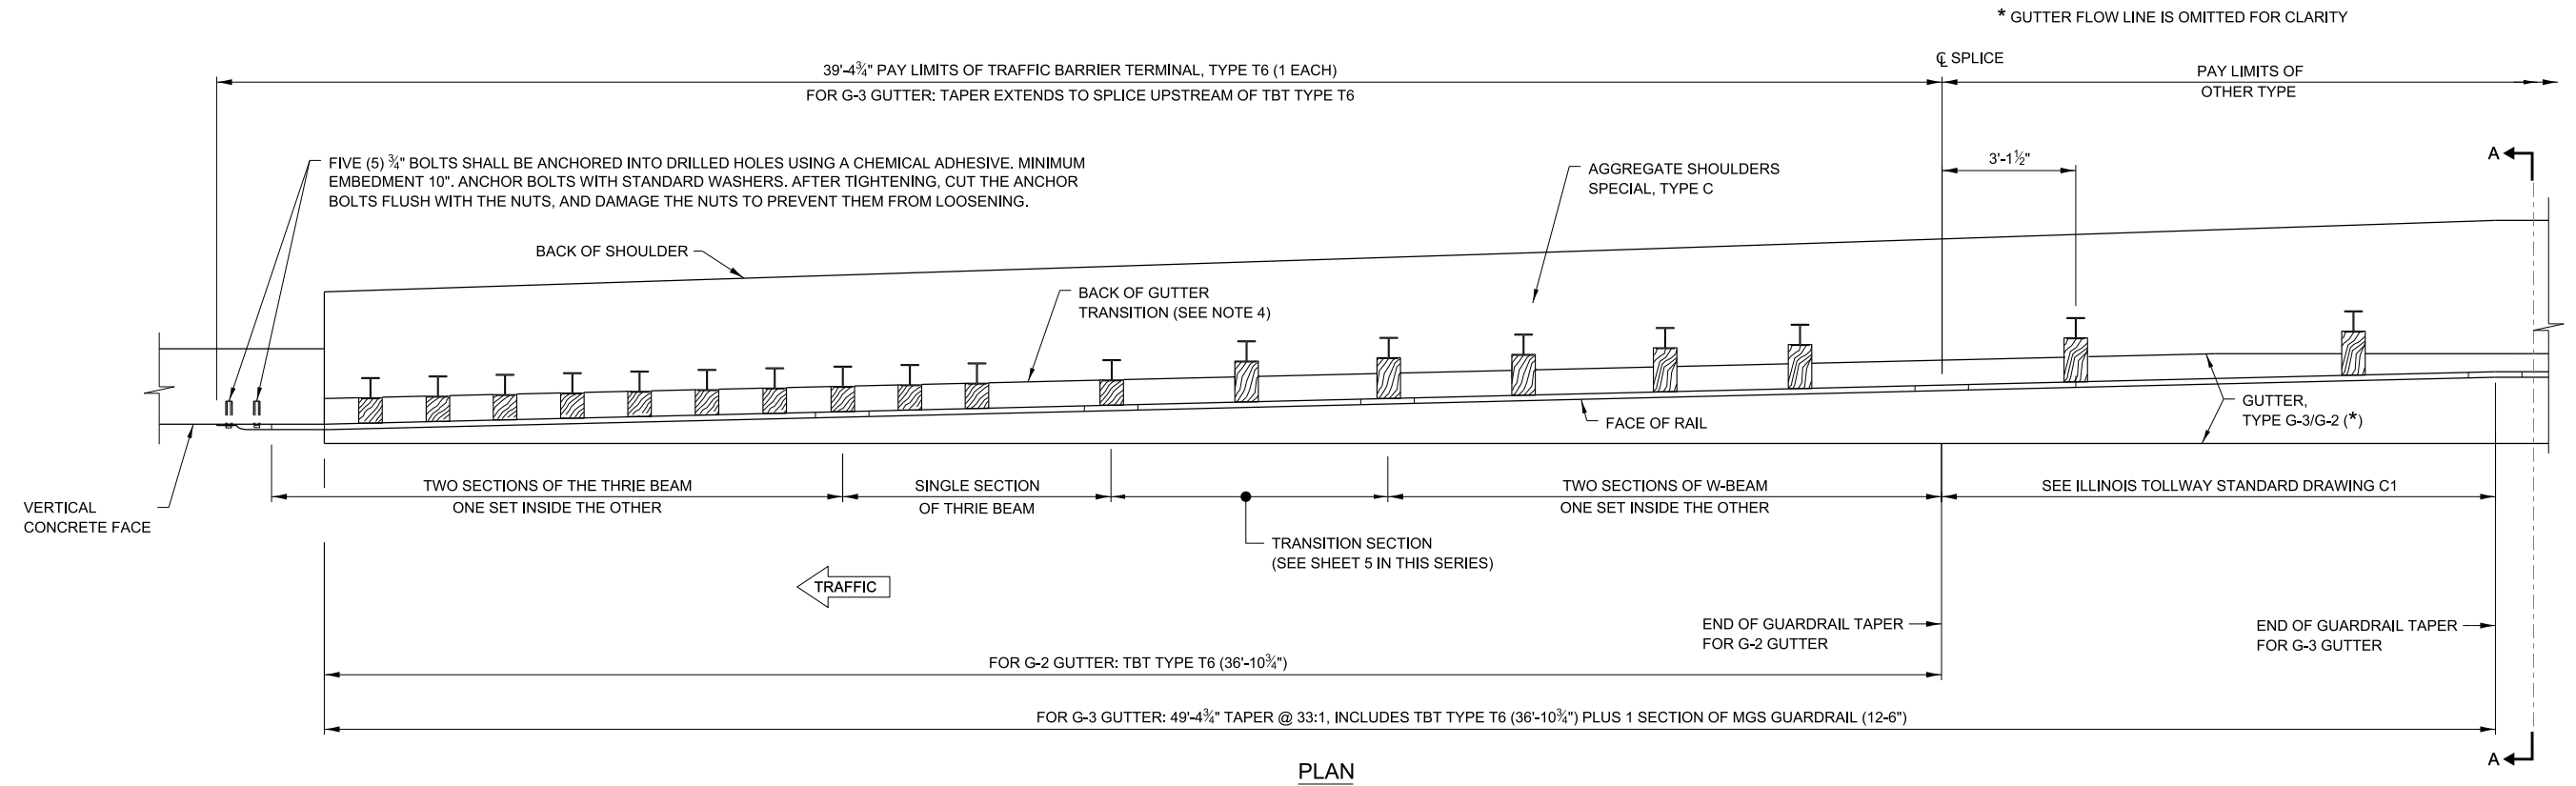 * GUTTER FLOW LINE IS OMITTED FOR CLARITY
℄ SPLICE
39'-4¾" PAY LIMITS OF TRAFFIC BARRIER TERMINAL, TYPE T6 (1 EACH)
FOR G-3 GUTTER: TAPER EXTENDS TO SPLICE UPSTREAM OF TBT TYPE T6
PAY LIMITS OF
OTHER TYPE
FIVE (5) ¾" BOLTS SHALL BE ANCHORED INTO DRILLED HOLES USING A CHEMICAL ADHESIVE. MINIMUM
EMBEDMENT 10". ANCHOR BOLTS WITH STANDARD WASHERS. AFTER TIGHTENING, CUT THE ANCHOR
BOLTS FLUSH WITH THE NUTS, AND DAMAGE THE NUTS TO PREVENT THEM FROM LOOSENING.
AGGREGATE SHOULDERS
SPECIAL, TYPE C
3'-1½"
A
BACK OF SHOULDER
BACK OF GUTTER
TRANSITION (SEE NOTE 4)
FACE OF RAIL
GUTTER,
TYPE G-3/G-2 (*)
VERTICAL
CONCRETE FACE
TWO SECTIONS OF THE THRIE BEAM
ONE SET INSIDE THE OTHER
SINGLE SECTION
OF THRIE BEAM
TWO SECTIONS OF W-BEAM
ONE SET INSIDE THE OTHER
SEE ILLINOIS TOLLWAY STANDARD DRAWING C1
TRANSITION SECTION
(SEE SHEET 5 IN THIS SERIES)
TRAFFIC
END OF GUARDRAIL TAPER
FOR G-2 GUTTER
END OF GUARDRAIL TAPER
FOR G-3 GUTTER
FOR G-2 GUTTER: TBT TYPE T6 (36'-10¾")
FOR G-3 GUTTER: 49'-4¾" TAPER @ 33:1, INCLUDES TBT TYPE T6 (36'-10¾") PLUS 1 SECTION OF MGS GUARDRAIL (12-6")
A
PLAN